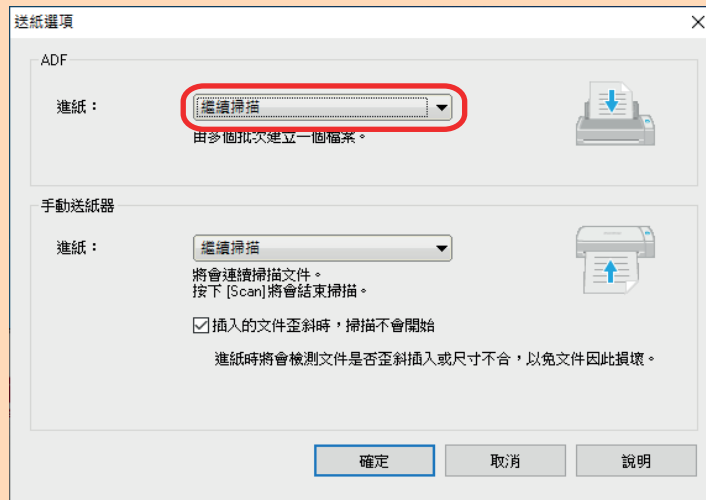 送紙選項
ADF
進紙：
繼續掃描
由多個批次建立一個檔案。
手動送紙器
進紙：
繼續掃描
將會連續掃描文件。
按下 [Scan]將會結束掃描。
插入的文件歪斜時，掃描不會開始
進紙時將會檢測文件是否歪斜插入或尺寸不合，以免文件因此損壞。
確定
取消
說明